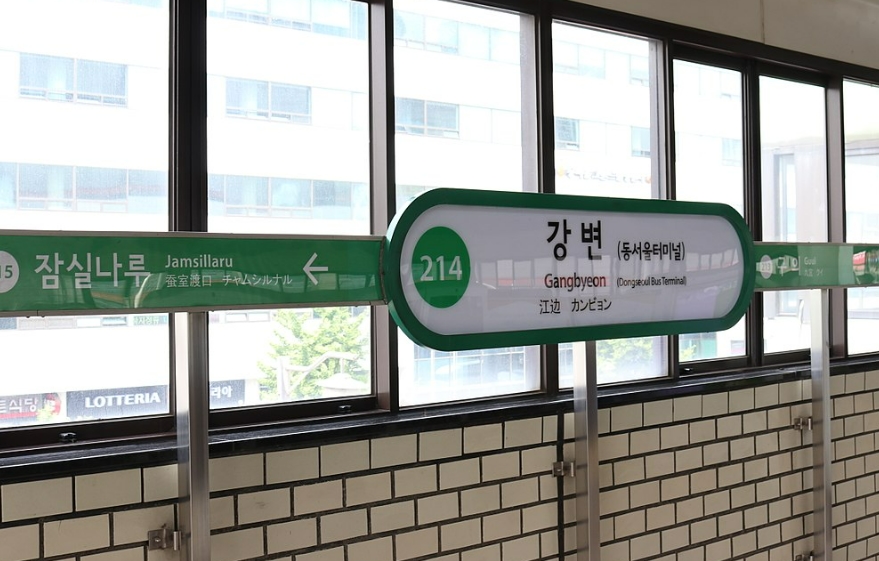 15
잠실나루
Jamsillaru
蚕室渡口 チャムシルナル
←
214
강변 (동서울터미널)
Gangbyeon (Dongseoul Bus Terminal)
江边 カンビョン
LOTTERIA